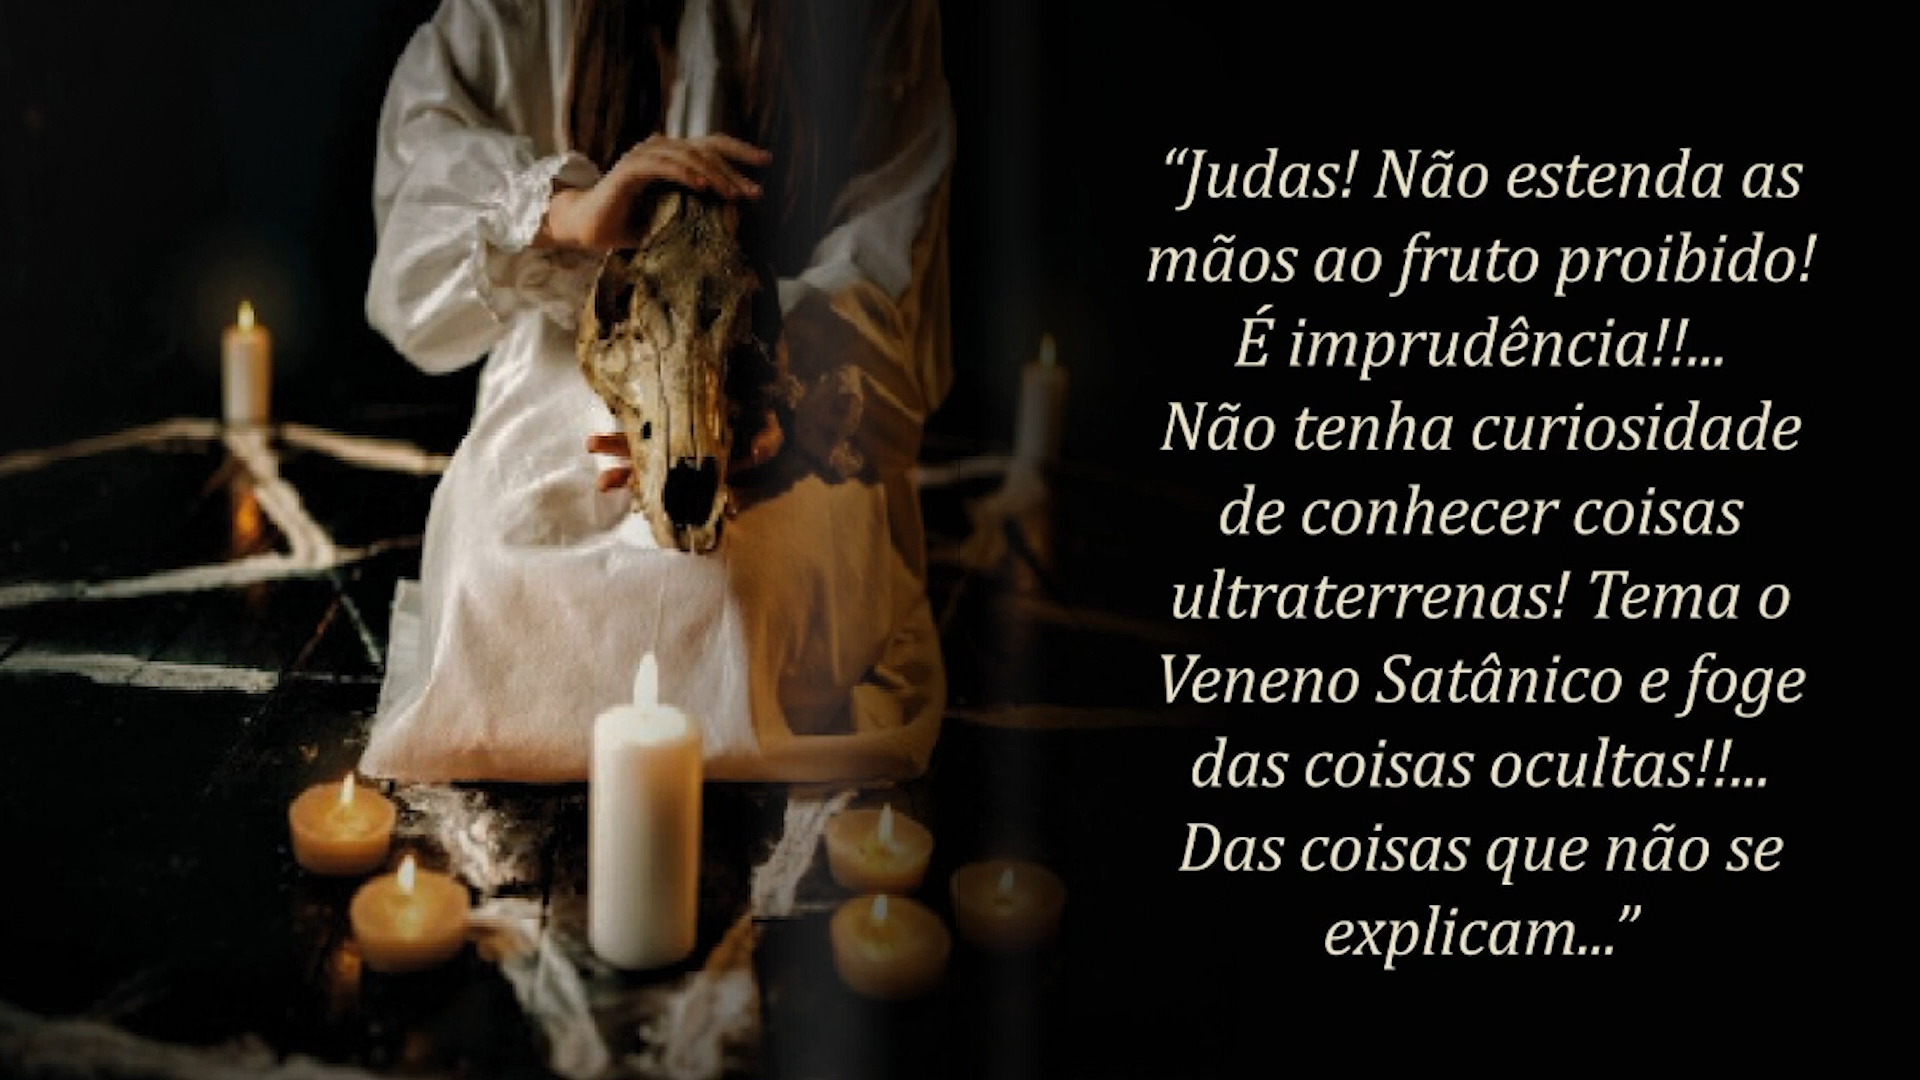 “Judas! Não estenda as
mãos ao fruto proibido!
É imprudência!!...
Não tenha curiosidade
de conhecer coisas
ultraterrenas! Tema o
Veneno Satânico e foge
das coisas ocultas!!...
Das coisas que não se
explicam...”